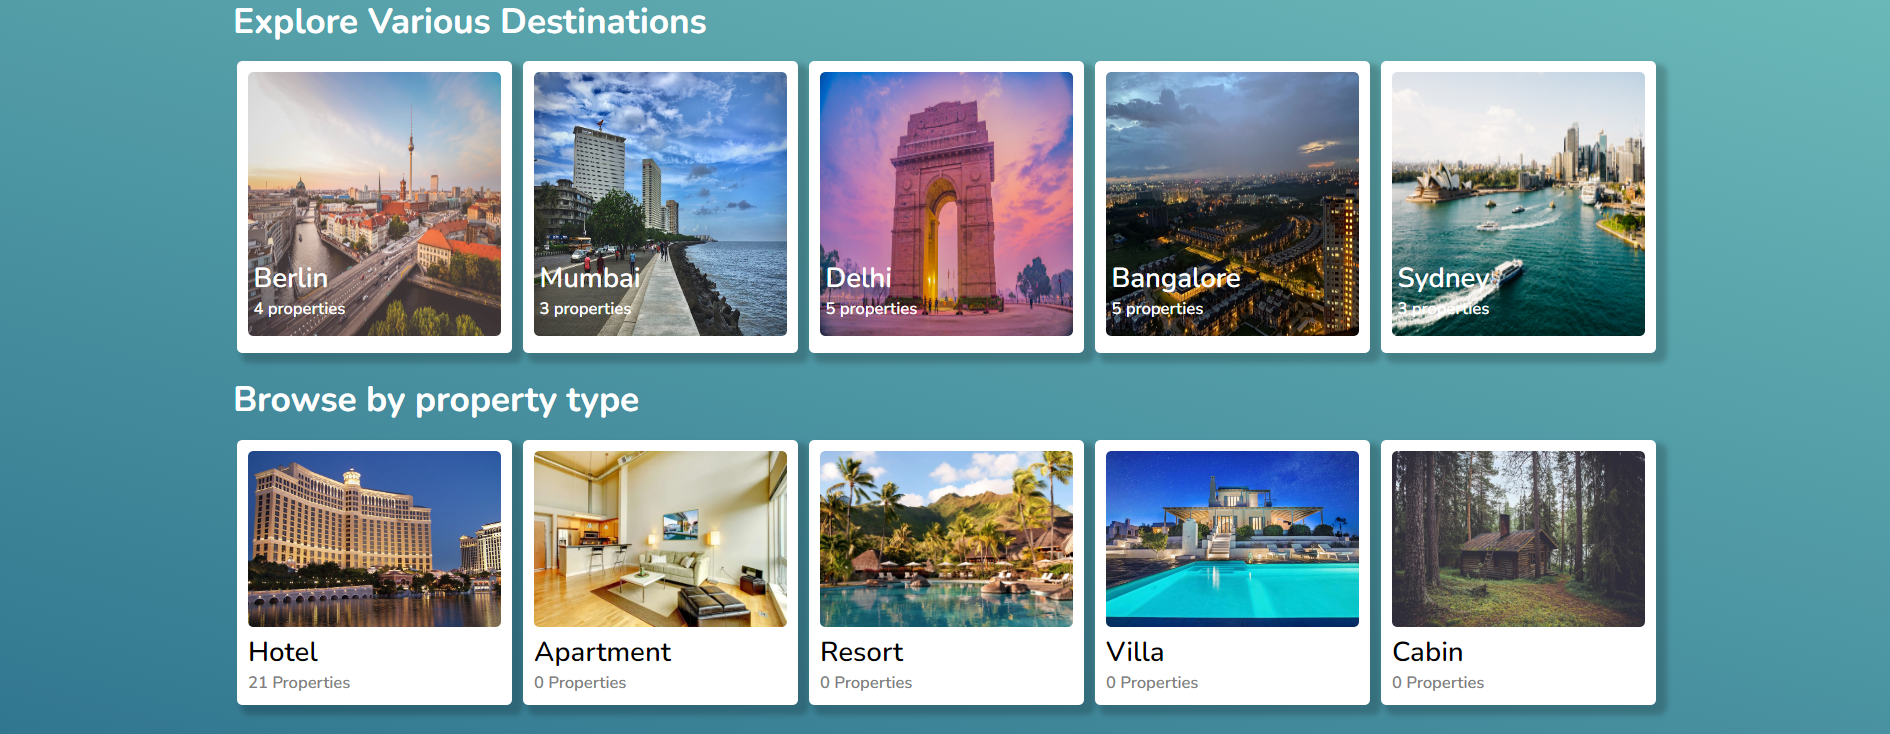 Explore Various Destinations
Berlin
4 properties
Mumbai
3 properties
Delhi
5 properties
Bangalore
5 properties
Sydney
3 properties
Browse by property type
Hotel
21 Properties
Apartment
0 Properties
Resort
0 Properties
Villa
0 Properties
Cabin
0 Properties